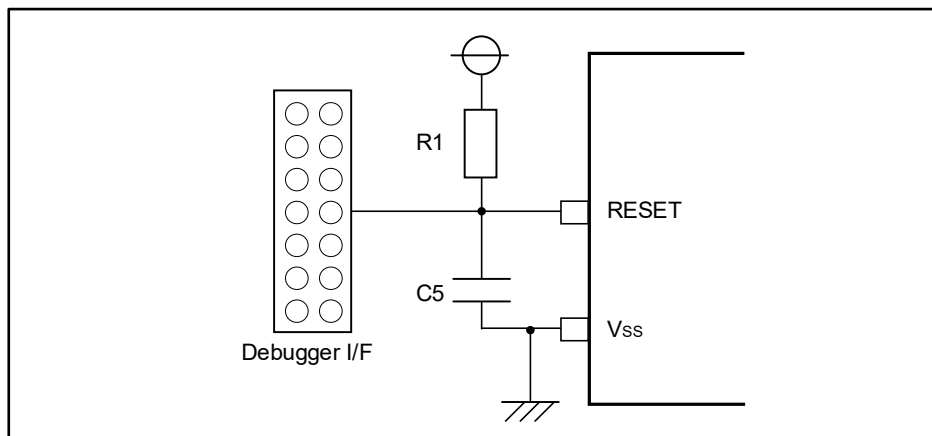 R1
RESET
C5
Vss
Debugger I/F